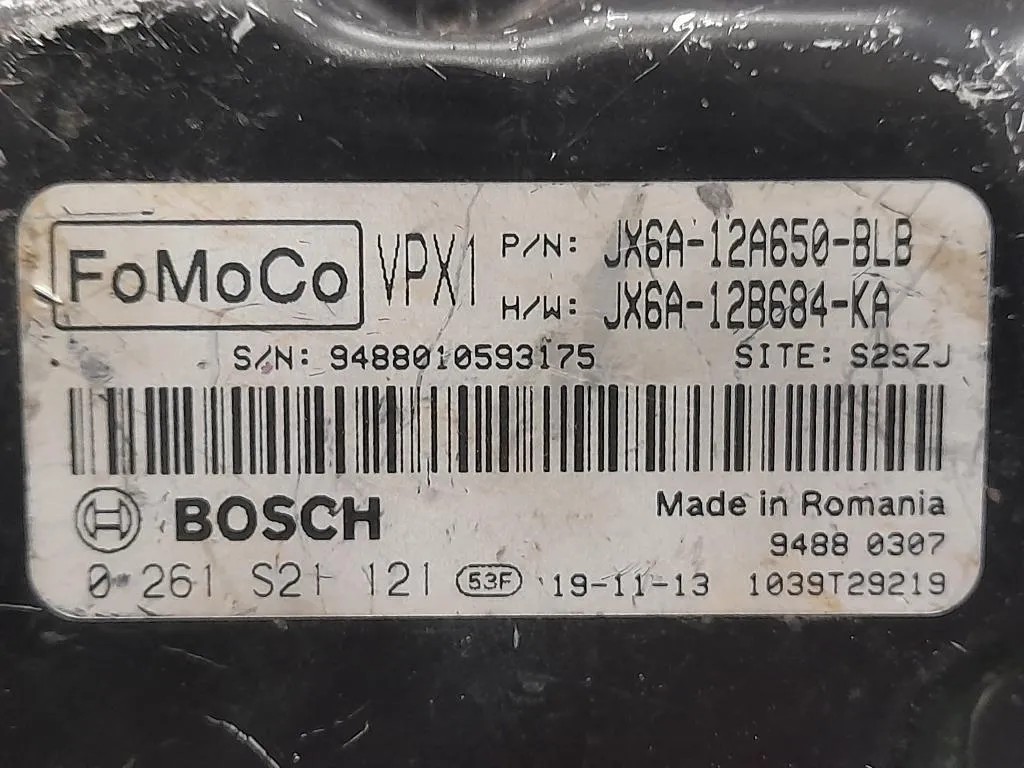 FoMoCo VPX1 P/N: JX6A-12A650-BLB
H/W: JX6A-12B684-KA
S/N: 9488010593175 SITE: S2SZJ
BOSCH Made in Romania
9488 0307
0 261 S21 121 53F 19-11-13 1039T29219